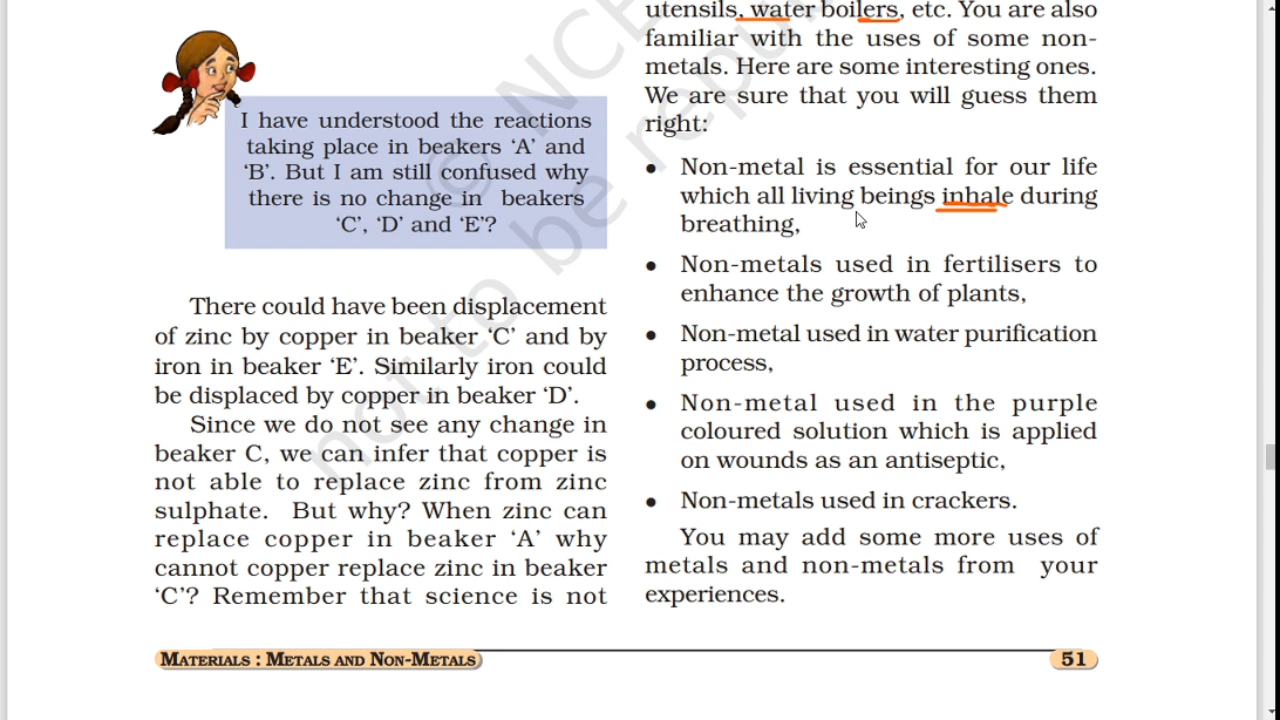 I have understood the reactions
taking place in beakers ‘A’ and
‘B’. But I am still confused why
there is no change in beakers
‘C’, ‘D’ and ‘E’?
There could have been displacement
of zinc by copper in beaker ‘C’ and by
iron in beaker ‘E’. Similarly iron could
be displaced by copper in beaker ‘D’.
Since we do not see any change in
beaker C, we can infer that copper is
not able to replace zinc from zinc
sulphate. But why? When zinc can
replace copper in beaker ‘A’ why
cannot copper replace zinc in beaker
‘C’? Remember that science is not
utensils, water boilers, etc. You are also
familiar with the uses of some non-
metals. Here are some interesting ones.
We are sure that you will guess them
right:
• Non-metal is essential for our life
which all living beings inhale during
breathing,
• Non-metals used in fertilisers to
enhance the growth of plants,
• Non-metal used in water purification
process,
• Non-metal used in the purple
coloured solution which is applied
on wounds as an antiseptic,
• Non-metals used in crackers.
You may add some more uses of
metals and non-metals from your
experiences.
MATERIALS : METALS AND NON-METALS
51
© NCE
not to be repu